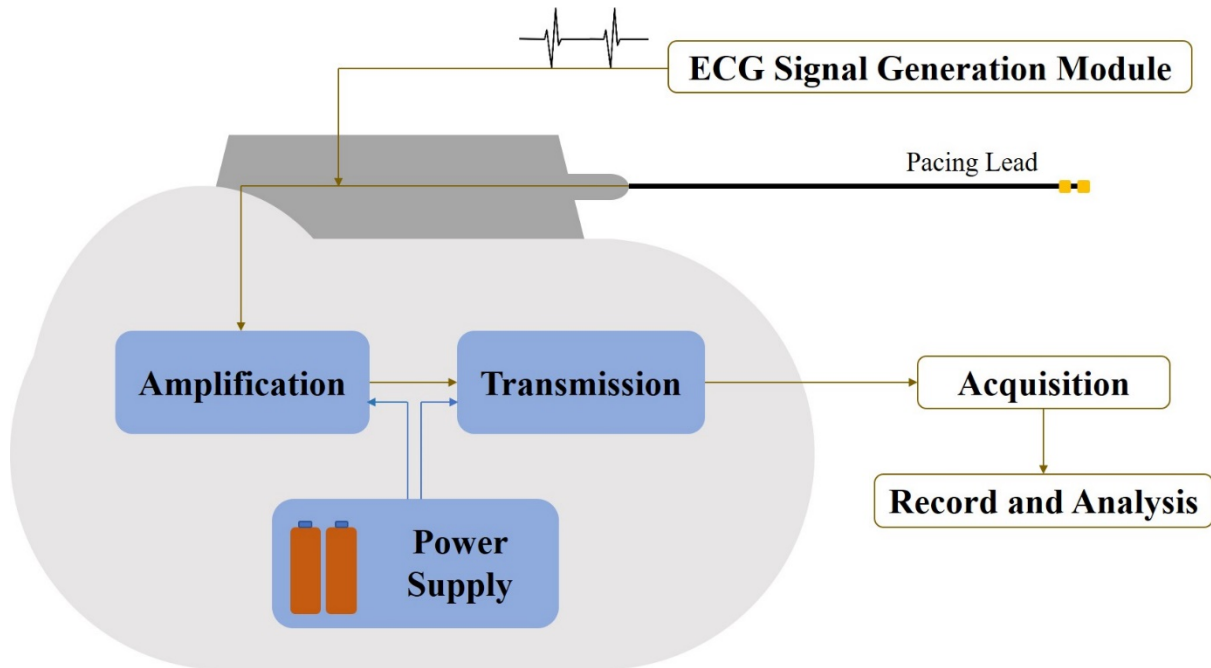 ECG Signal Generation Module
Pacing Lead
Amplification
Transmission
Acquisition
Record and Analysis
Power
Supply